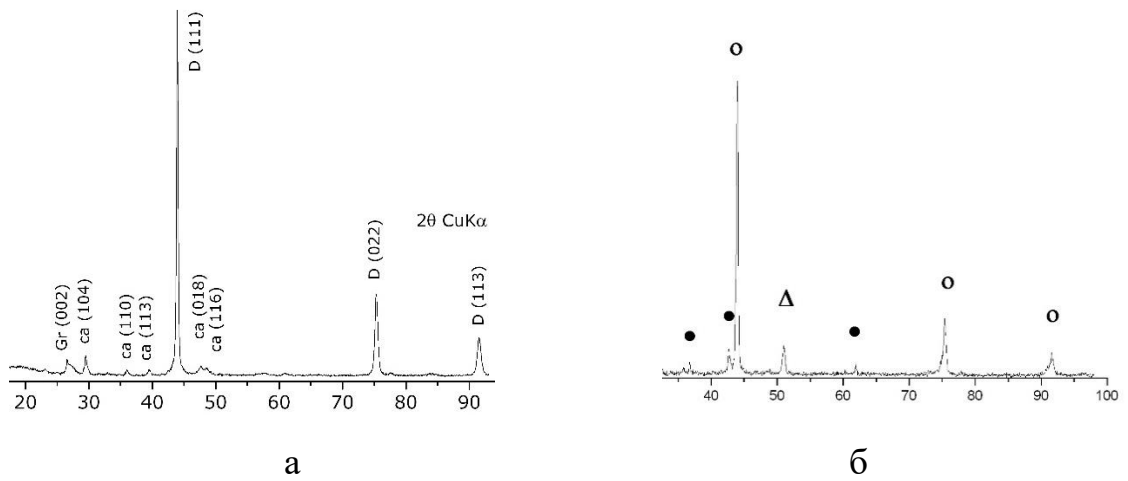 Gr (002)
ca (104)
ca (110)
ca (113)
D (111)
ca (018)
ca (116)
D (022)
D (113)
2θ CuKα
20 30 40 50 60 70 80 90
а
o
●
●
Δ
●
o
o
40 50 60 70 80 90 100
б